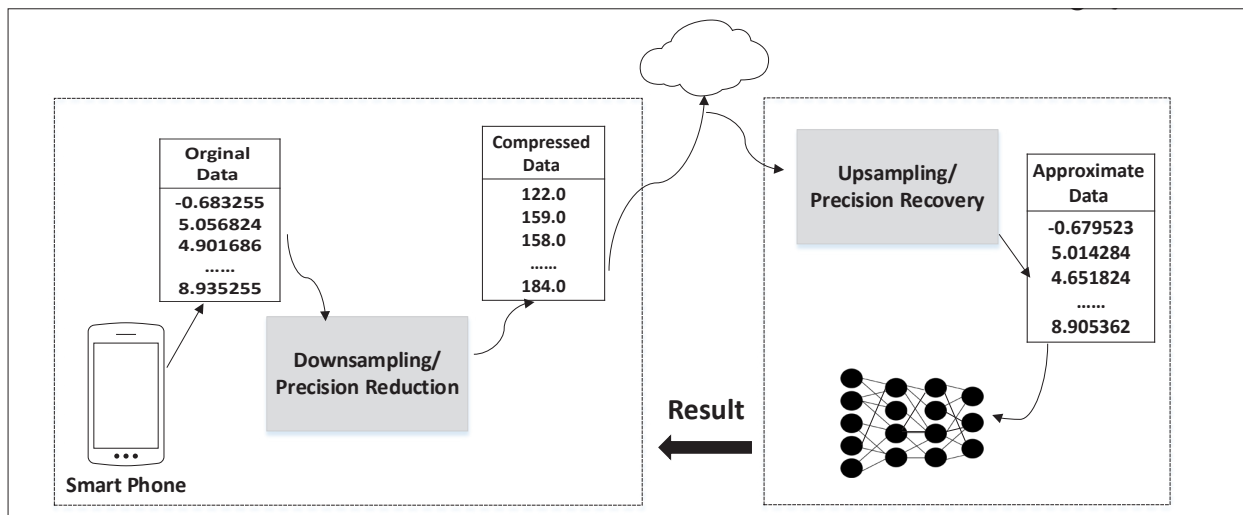 Orginal
Data
-0.683255
5.056824
4.901686
......
8.935255
Smart Phone
Downsampling/
Precision Reduction
Compressed
Data
122.0
159.0
158.0
......
184.0
Upsampling/
Precision Recovery
Approximate
Data
-0.679523
5.014284
4.651824
......
8.905362
Result